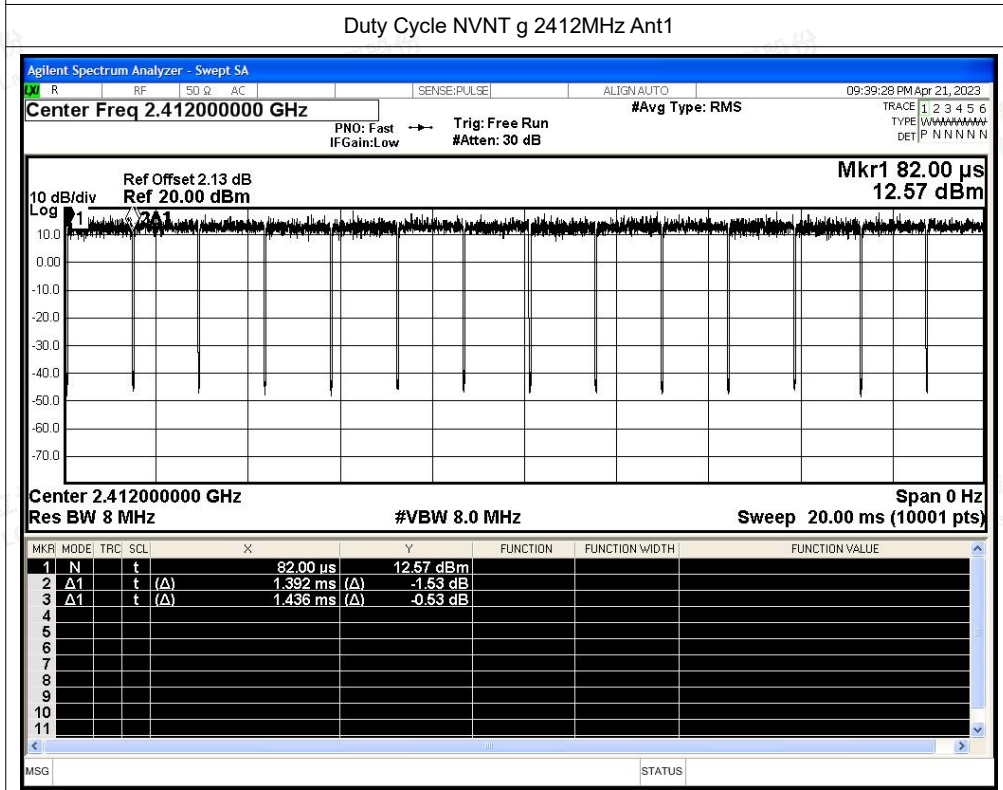 Duty Cycle NVNT g 2412MHz Ant1
Agilent Spectrum Analyzer - Swept SA
LXI R RF 50 Ω AC SENSE:PULSE ALIGN AUTO 09:39:28 PM Apr 21, 2023
Center Freq 2.412000000 GHz #Avg Type: RMS TRACE 1 2 3 4 5 6
PNO: Fast Trig: Free Run TYPE WWWWWW
IFGain:Low #Atten: 30 dB DET P N N N N N
Mkr1 82.00 µs
Ref Offset 2.13 dB
10 dB/div Ref 20.00 dBm 12.57 dBm
Log
1 3Δ1
10.0
0.00
-10.0
-20.0
-30.0
-40.0
-50.0
-60.0
-70.0
Center 2.412000000 GHz Span 0 Hz
Res BW 8 MHz #VBW 8.0 MHz Sweep 20.00 ms (10001 pts)
MKR MODE TRC SCL X Y FUNCTION FUNCTION WIDTH FUNCTION VALUE
1 N t 82.00 µs 12.57 dBm
2 Δ1 t (Δ) 1.392 ms (Δ) -1.53 dB
3 Δ1 t (Δ) 1.436 ms (Δ) -0.53 dB
4
5
6
7
8
9
10
11
MSG STATUS